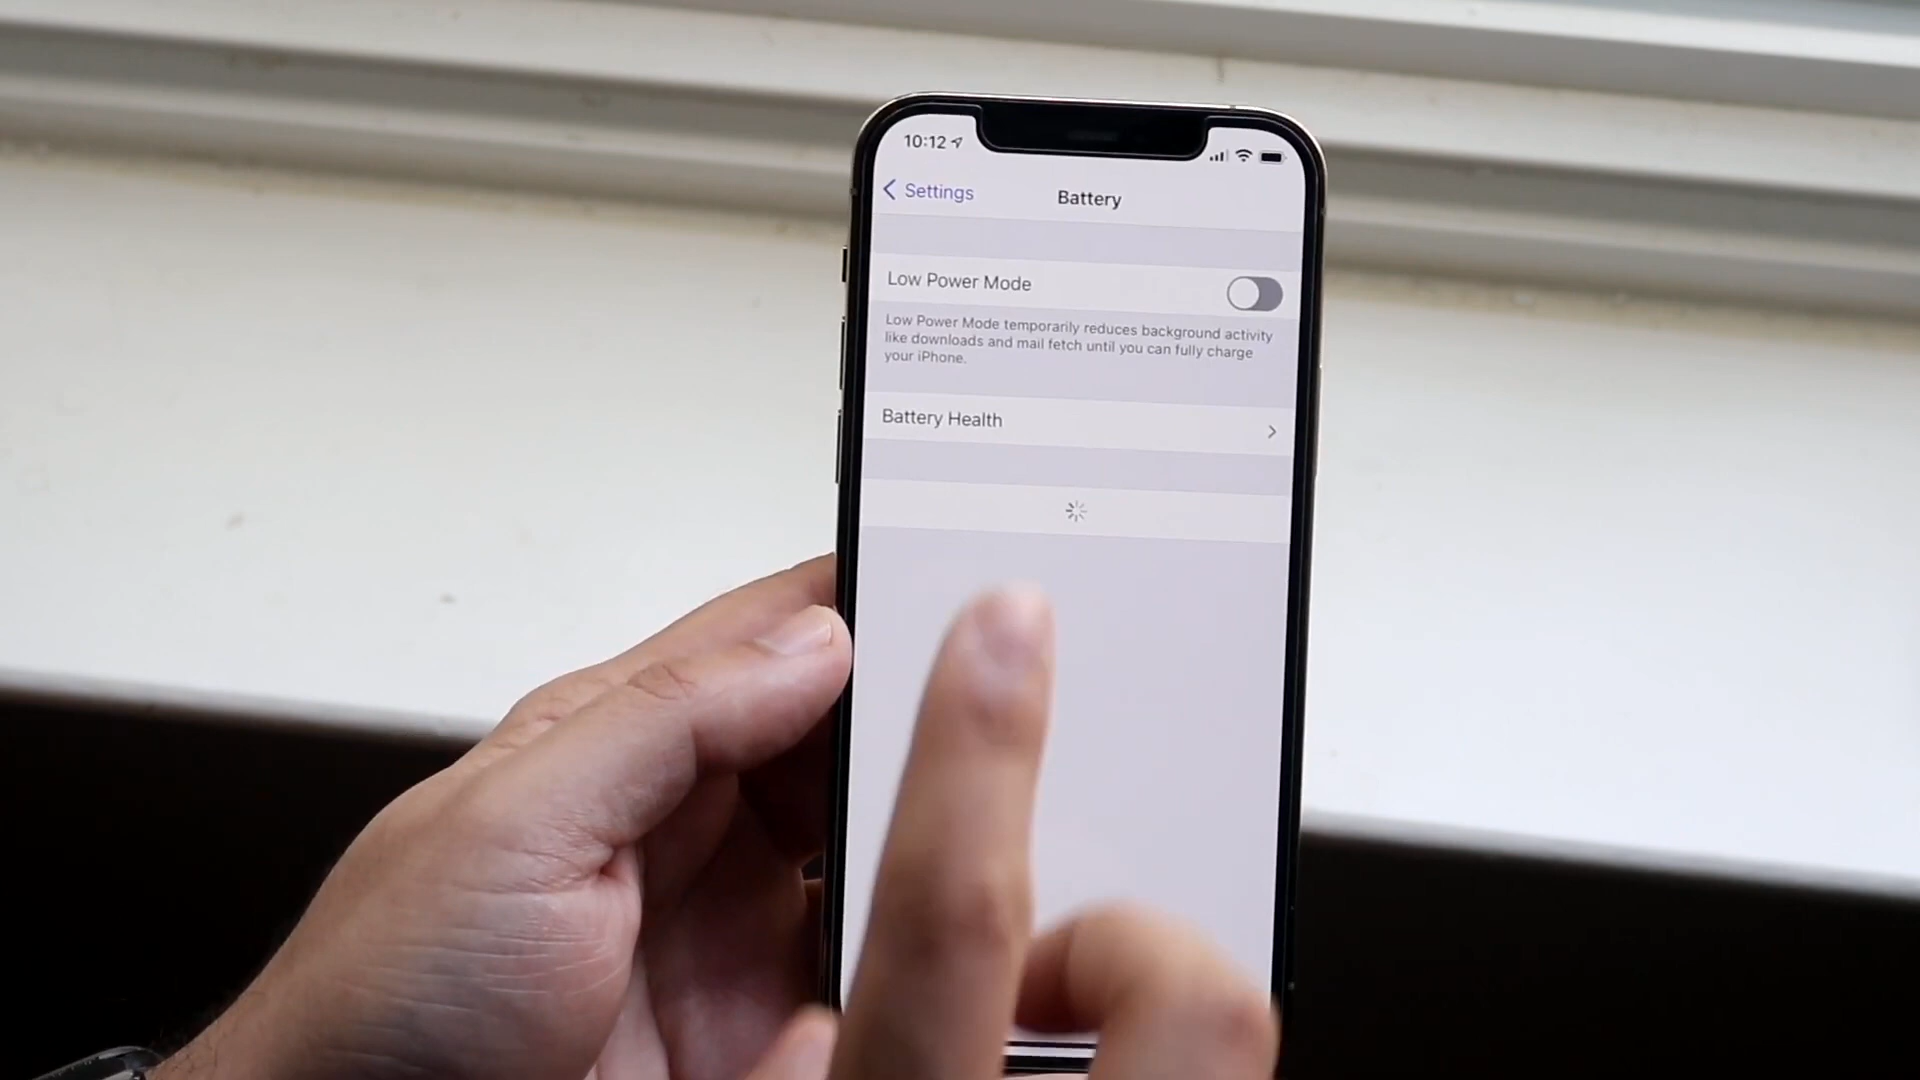 10:12
Settings
Battery
Low Power Mode
Low Power Mode temporarily reduces background activity
like downloads and mail fetch until you can fully charge
your iPhone.
Battery Health